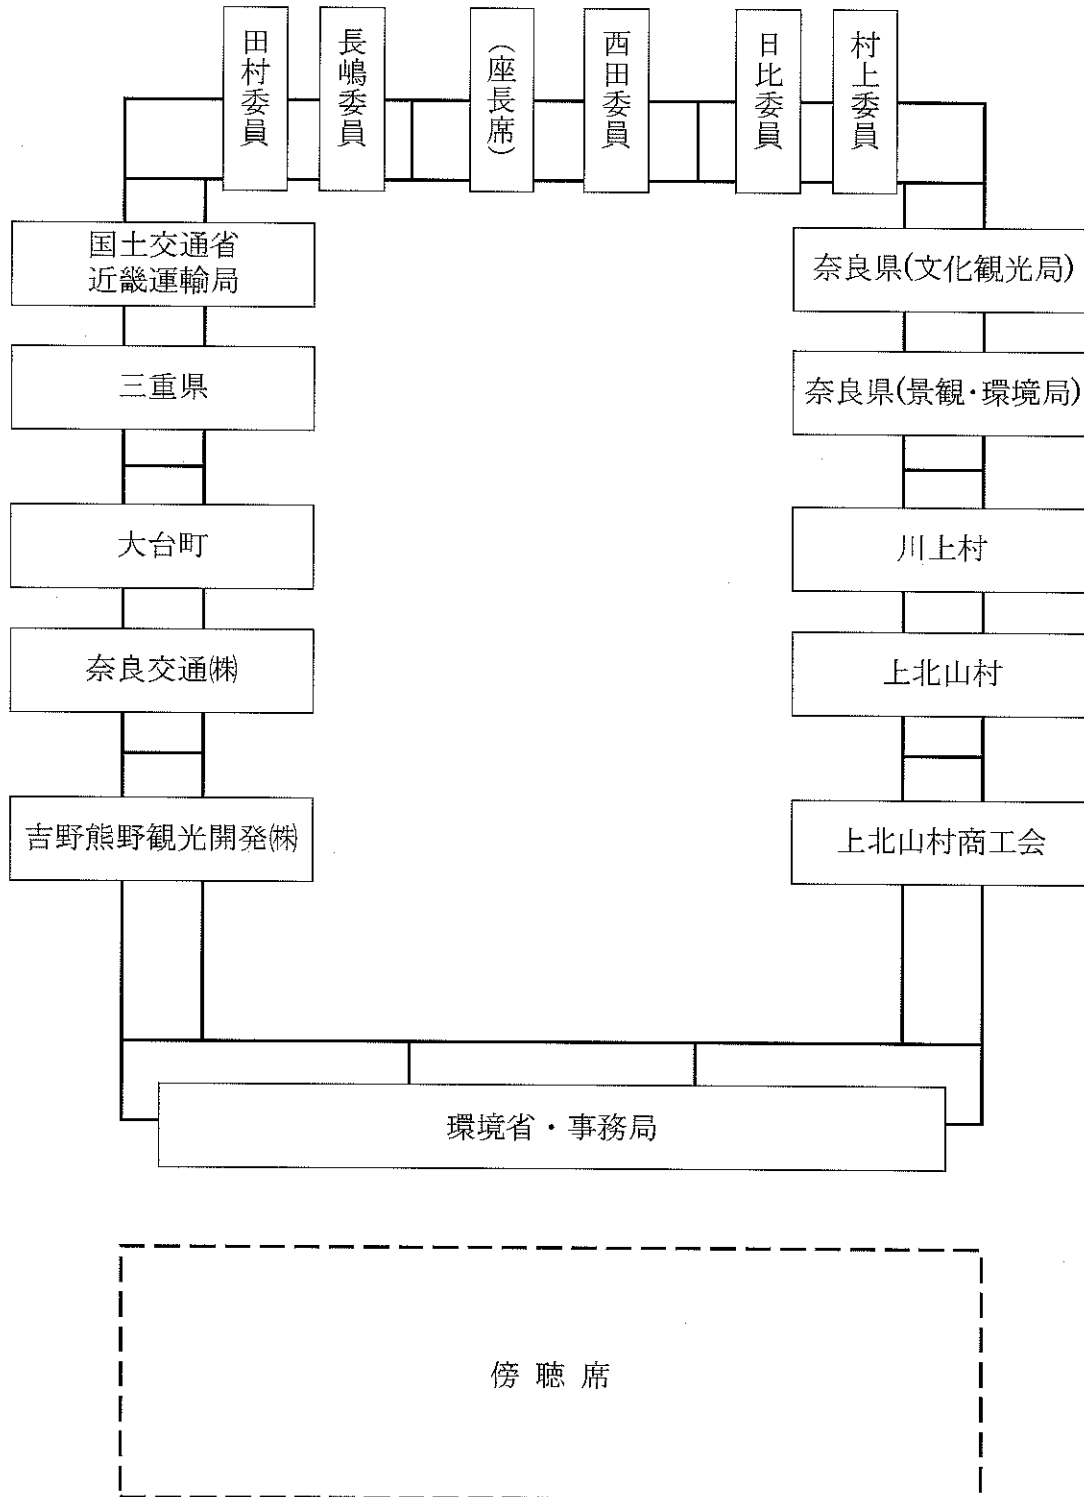 田村委員
長嶋委員
（座長席）
西田委員
日比委員
村上委員
国土交通省
近畿運輸局
三重県
大台町
奈良交通㈱
吉野熊野観光開発㈱
奈良県(文化観光局)
奈良県(景観・環境局)
川上村
上北山村
上北山村商工会
環境省・事務局
傍聴席